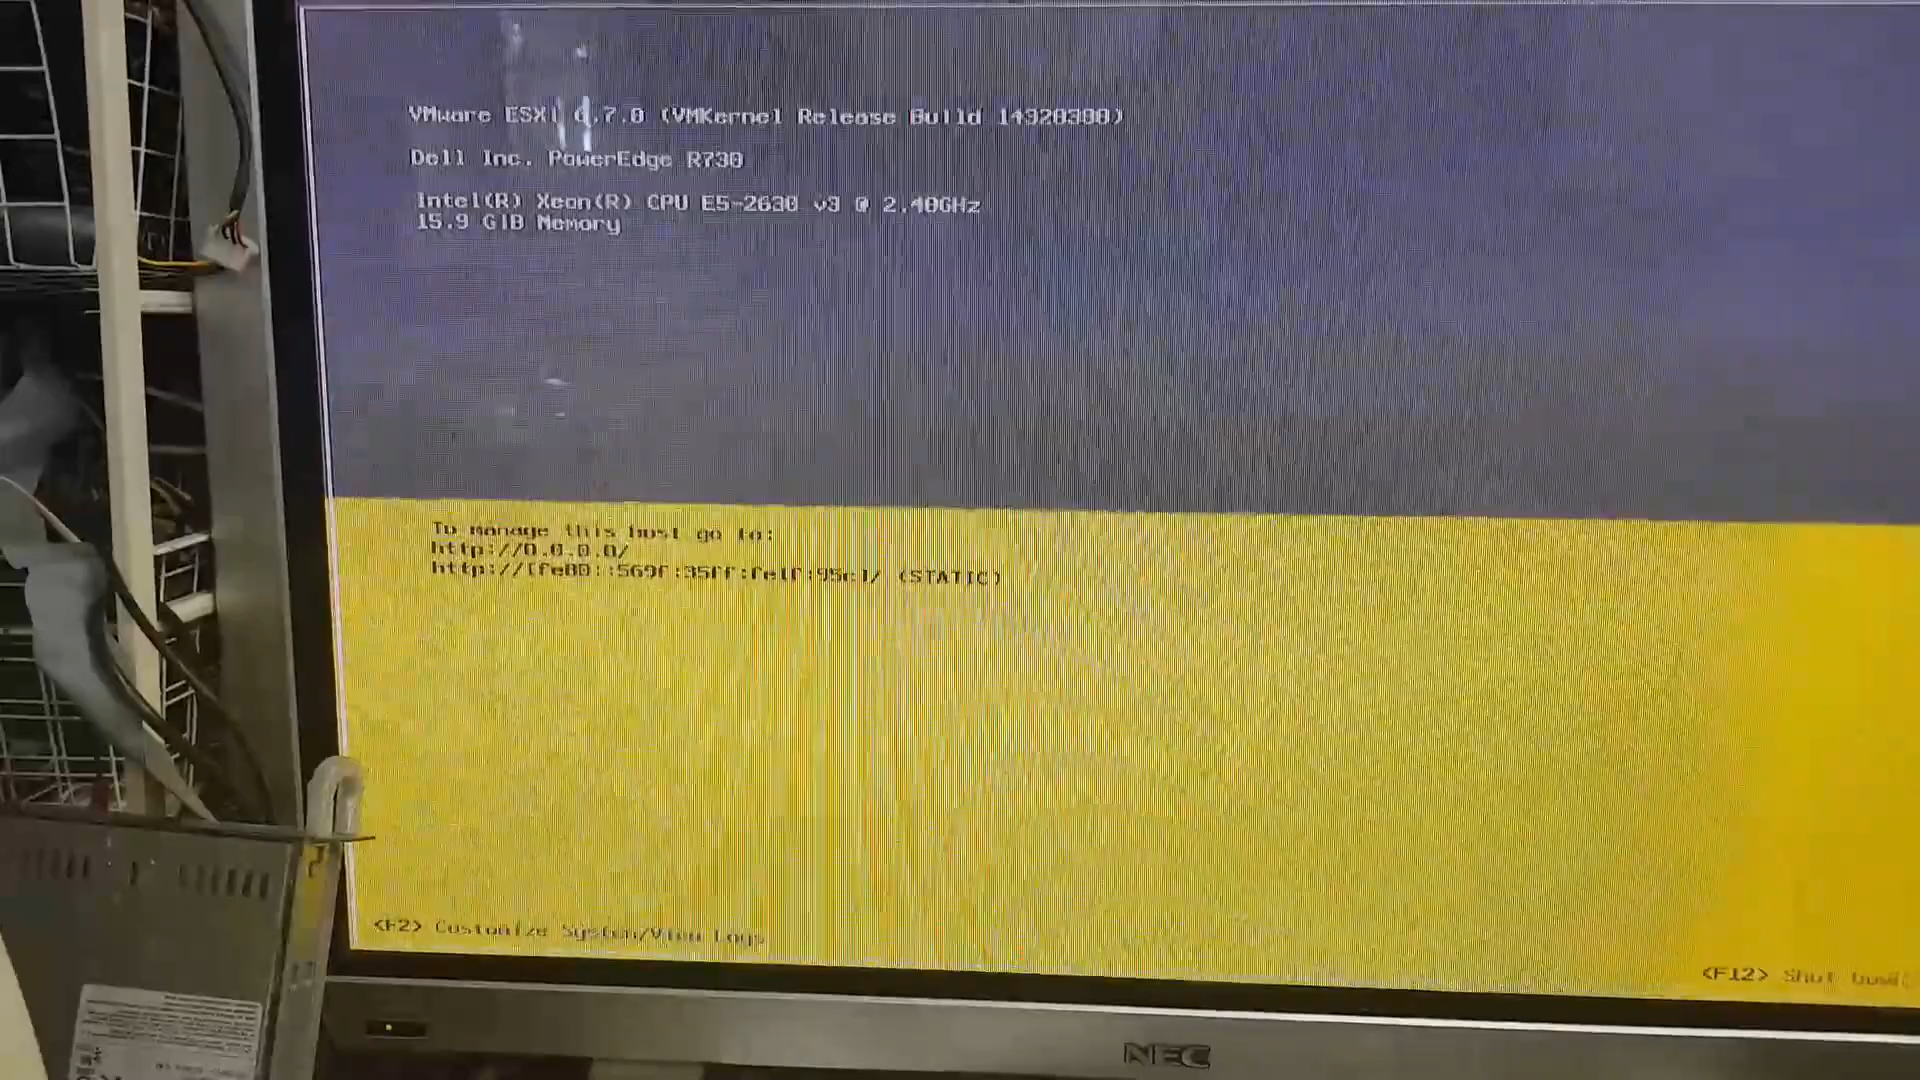 VMware ESXi 6.7.0 (VMKernel Release Build 14320388)
Dell Inc. PowerEdge R730
Intel(R) Xeon(R) CPU E5-2630 v3 @ 2.40GHz
15.9 GiB Memory
To manage this host go to:
http://0.0.0.0/
http://[fe80::569f:35ff:fe1f:95c]/ (STATIC)
<F2> Customize System/View Logs
<F12> Shut Down
NEC